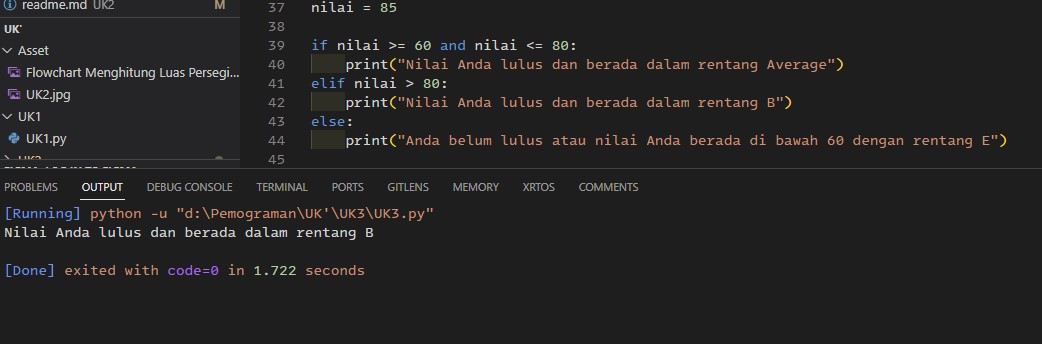 readme.md UK2 M
UK'
Asset
Flowchart Menghitung Luas Persegi...
UK2.jpg
UK1
UK1.py
37 nilai = 85
38
39 if nilai >= 60 and nilai <= 80:
40 print("Nilai Anda lulus dan berada dalam rentang Average")
41 elif nilai > 80:
42 print("Nilai Anda lulus dan berada dalam rentang B")
43 else:
44 print("Anda belum lulus atau nilai Anda berada di bawah 60 dengan rentang E")
45
PROBLEMS OUTPUT DEBUG CONSOLE TERMINAL PORTS GITLENS MEMORY XRTOS COMMENTS
[Running] python -u "d:\Pemograman\UK'\UK3\UK3.py"
Nilai Anda lulus dan berada dalam rentang B
[Done] exited with code=0 in 1.722 seconds